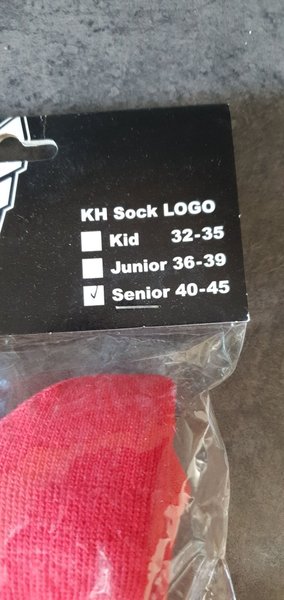 KH Sock LOGO
Kid 32-35
Junior 36-39
Senior 40-45